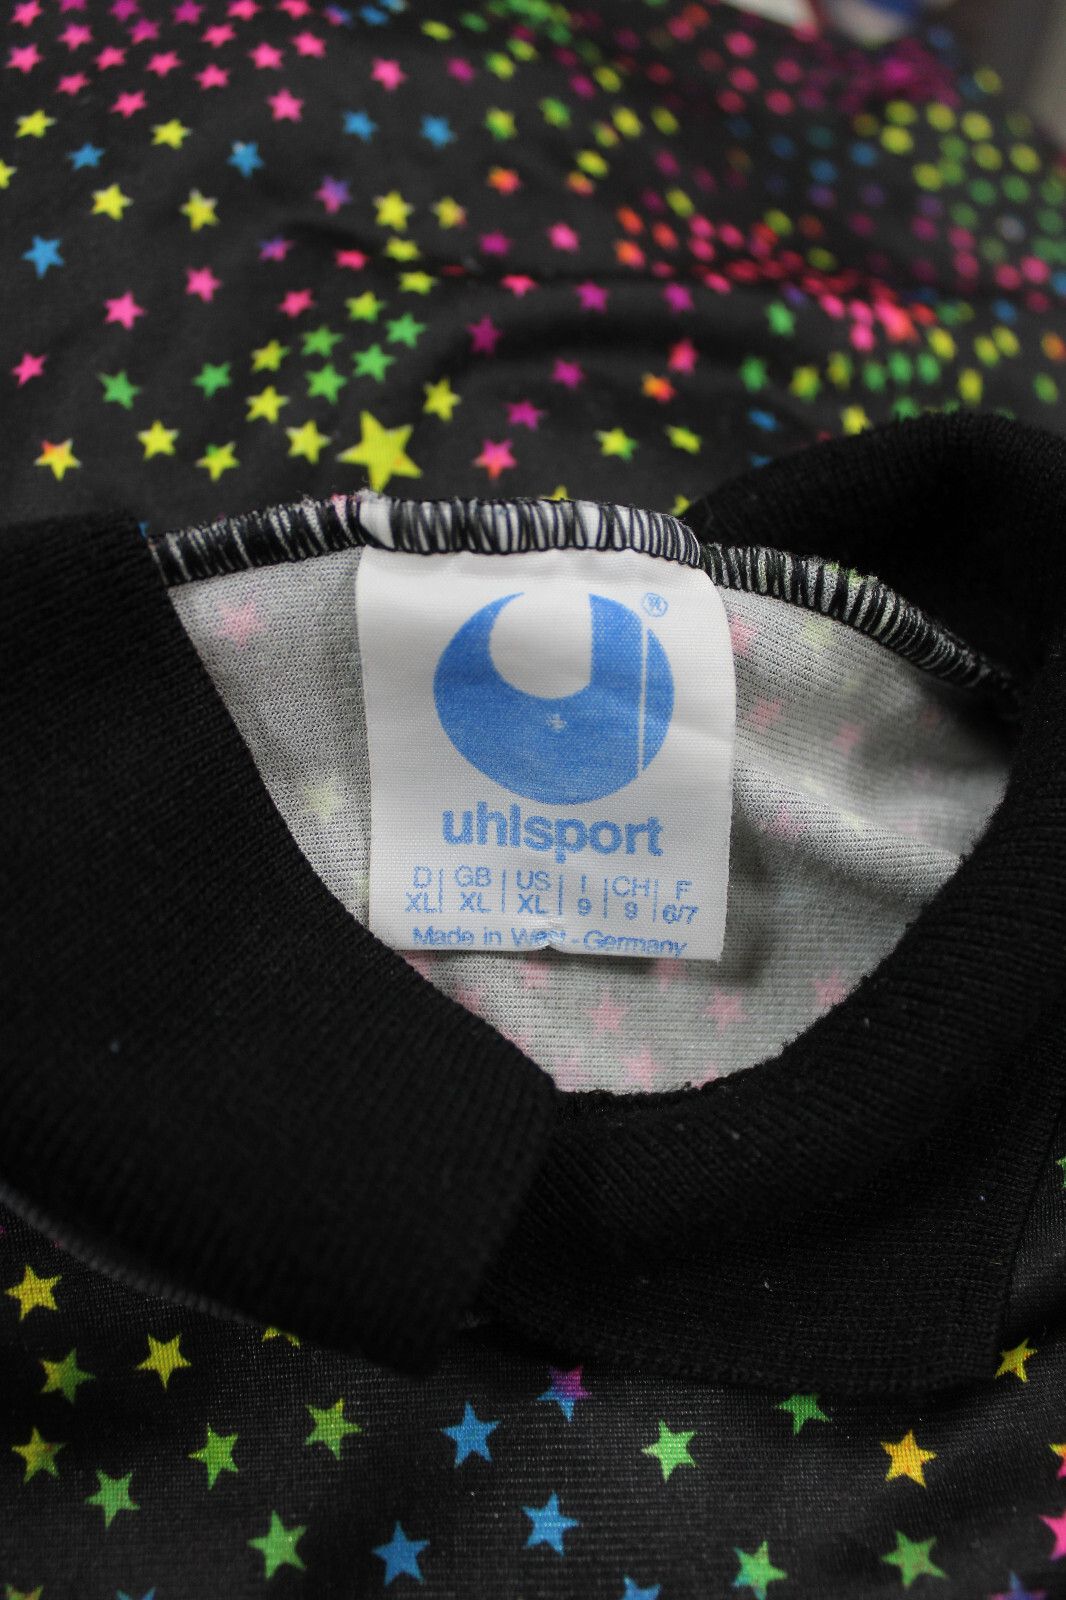 uhlsport
D | GB | US | I | CH | F
XL | XL | XL | 9 | 9 | 6/7
Made in West-Germany